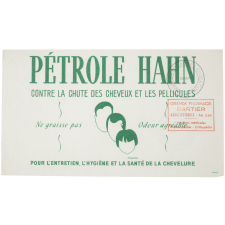 PÉTROLE HAHN
CONTRE LA CHUTE DES CHEVEUX ET LES PELLICULES
Ne graisse pas
Odeur agréable
POUR L'ENTRETIEN, L'HYGIÈNE ET LA SANTÉ DE LA CHEVELURE